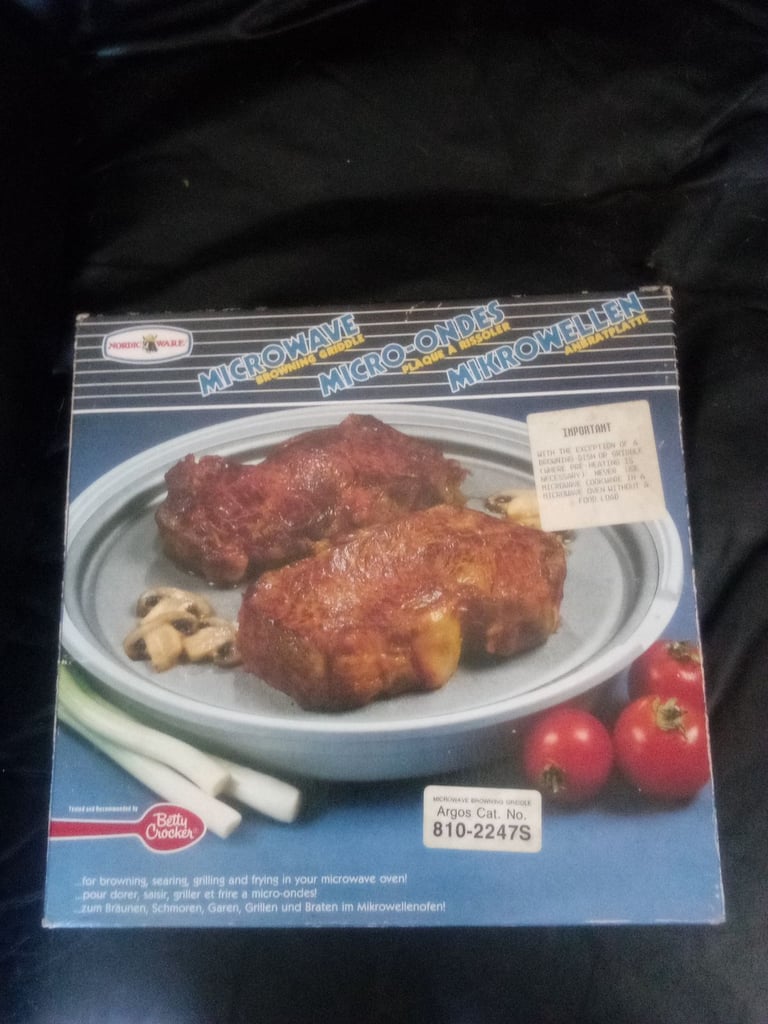 NORDIC WARE
MICROWAVE
BROWNING GRIDDLE
MICRO-ONDES
PLAQUE A RISSOLER
MIKROWELLEN
ANBRATPLATTE
IMPORTANT
WITH THE EXCEPTION OF A
BROWNING DISH OR GRIDDLE
(WHERE PRE-HEATING IS
NECESSARY) NEVER USE
MICROWAVE COOKWARE IN A
MICROWAVE OVEN WITHOUT A
FOOD LOAD
Tested and Recommended by
Betty
Crocker®
MICROWAVE BROWNING GRIDDLE
Argos Cat. No.
810-2247S
...for browning, searing, grilling and frying in your microwave oven!
...pour dorer, saisir, griller et frire a micro-ondes!
...zum Bräunen, Schmoren, Garen, Grillen und Braten im Mikrowellenofen!